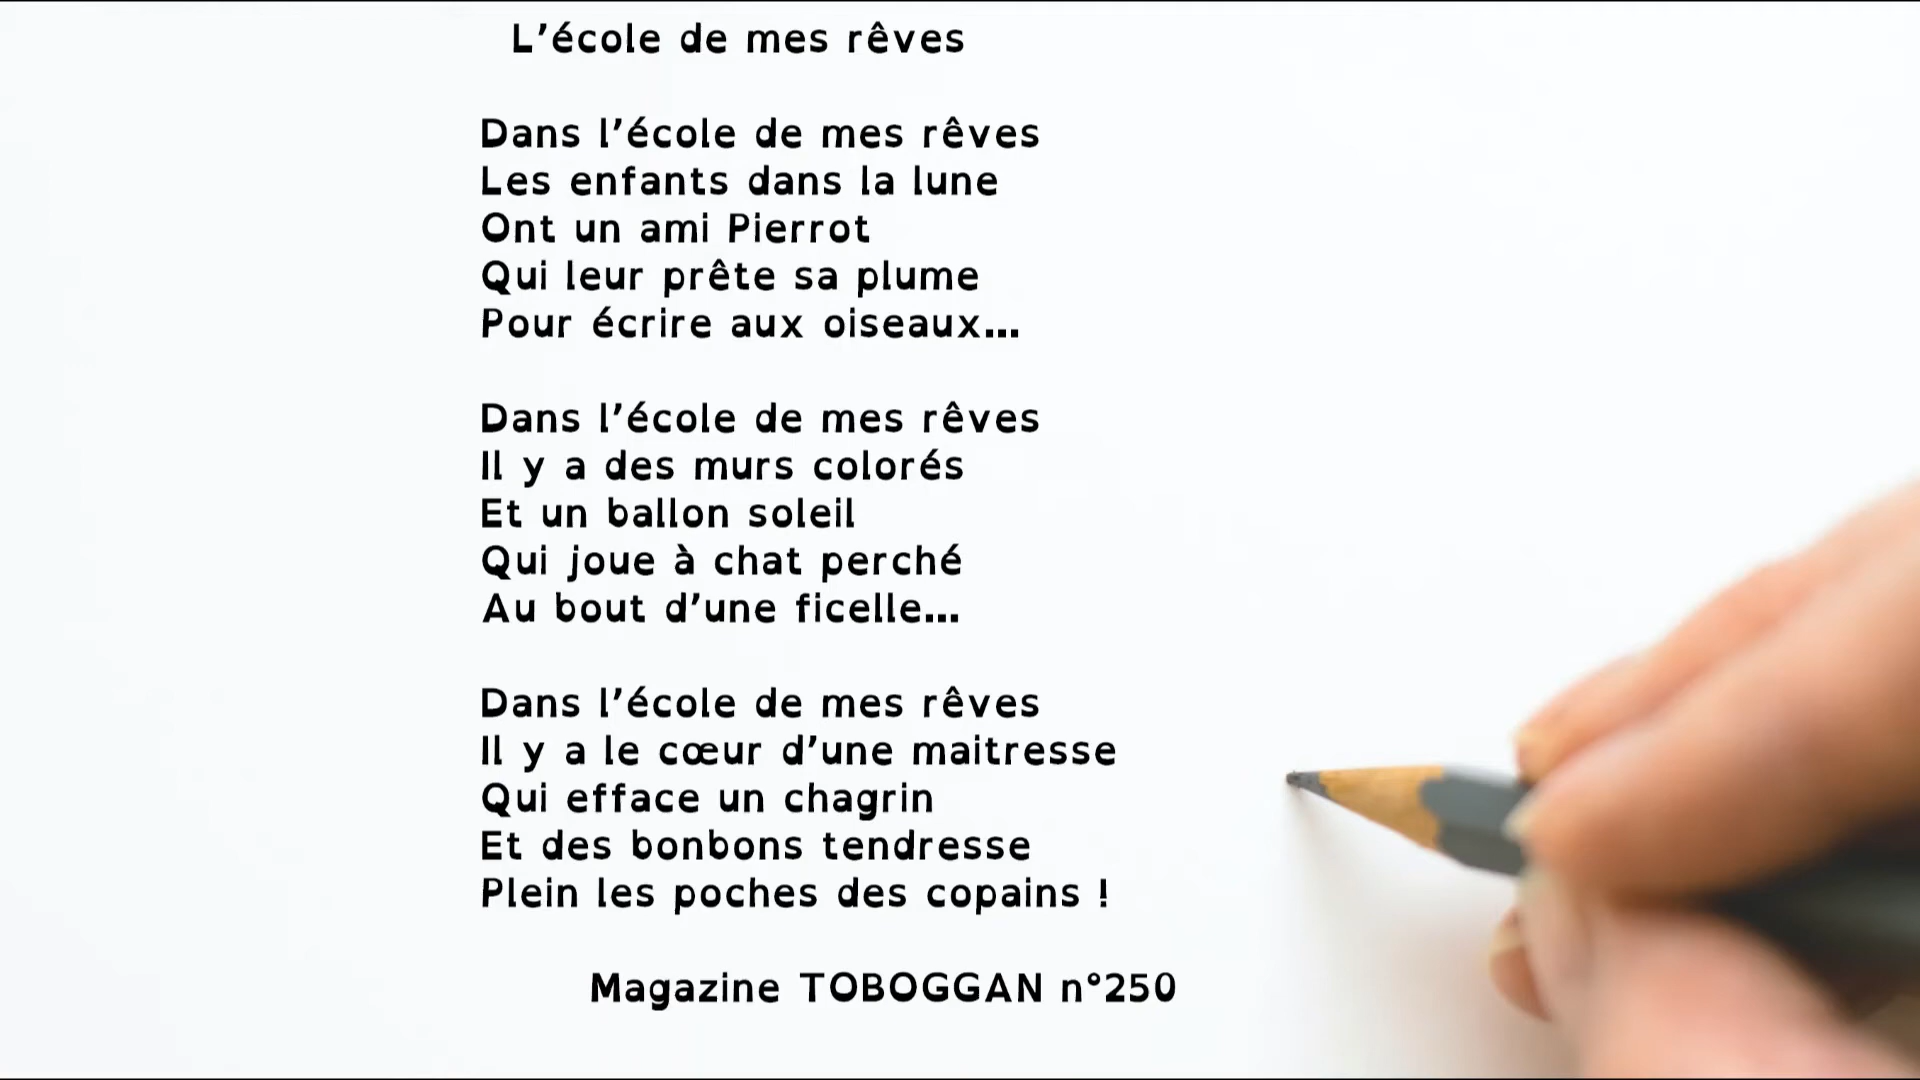 L’école de mes rêves
Dans l’école de mes rêves
Les enfants dans la lune
Ont un ami Pierrot
Qui leur prête sa plume
Pour écrire aux oiseaux...
Dans l’école de mes rêves
Il y a des murs colorés
Et un ballon soleil
Qui joue à chat perché
Au bout d’une ficelle...
Dans l’école de mes rêves
Il y a le cœur d’une maitresse
Qui efface un chagrin
Et des bonbons tendresse
Plein les poches des copains !
Magazine TOBOGGAN n°250